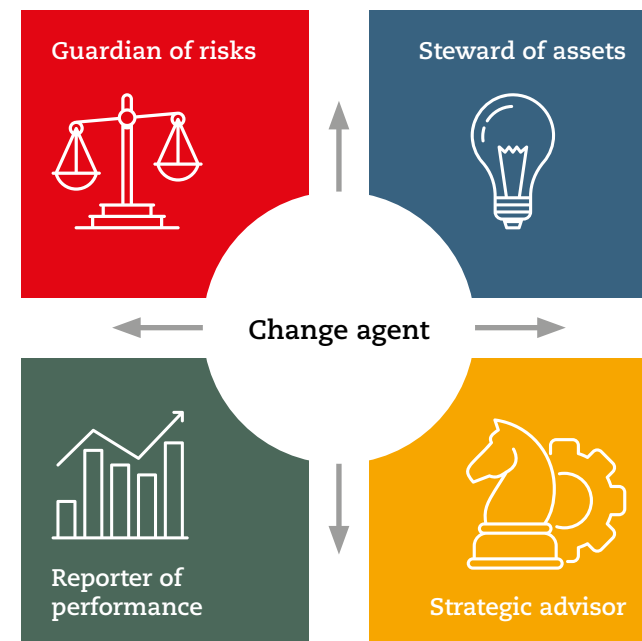 Guardian of risks
Steward of assets
Change agent
Reporter of
performance
Strategic advisor